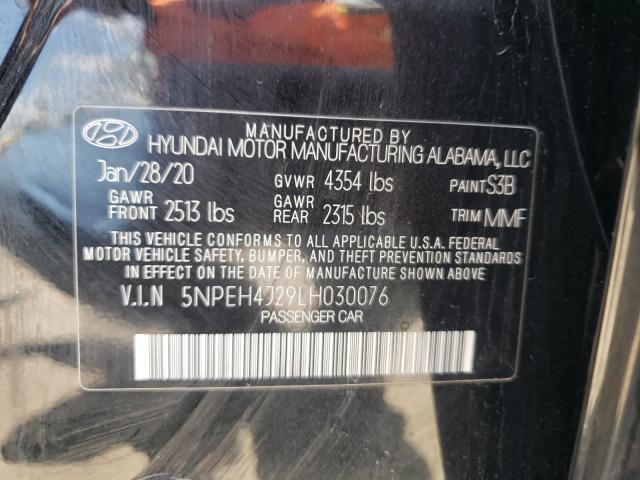 MANUFACTURED BY
HYUNDAI MOTOR MANUFACTURING ALABAMA, LLC
Jan/28/20 GVWR 4354 lbs PAINT S3B
GAWR FRONT 2513 lbs GAWR REAR 2315 lbs TRIM MMF
THIS VEHICLE CONFORMS TO ALL APPLICABLE U.S.A. FEDERAL
MOTOR VEHICLE SAFETY, BUMPER, AND THEFT PREVENTION
STANDARDS IN EFFECT ON THE DATE OF MANUFACTURE SHOWN ABOVE.
V.I.N 5NPEH4J29LH030076
PASSENGER CAR